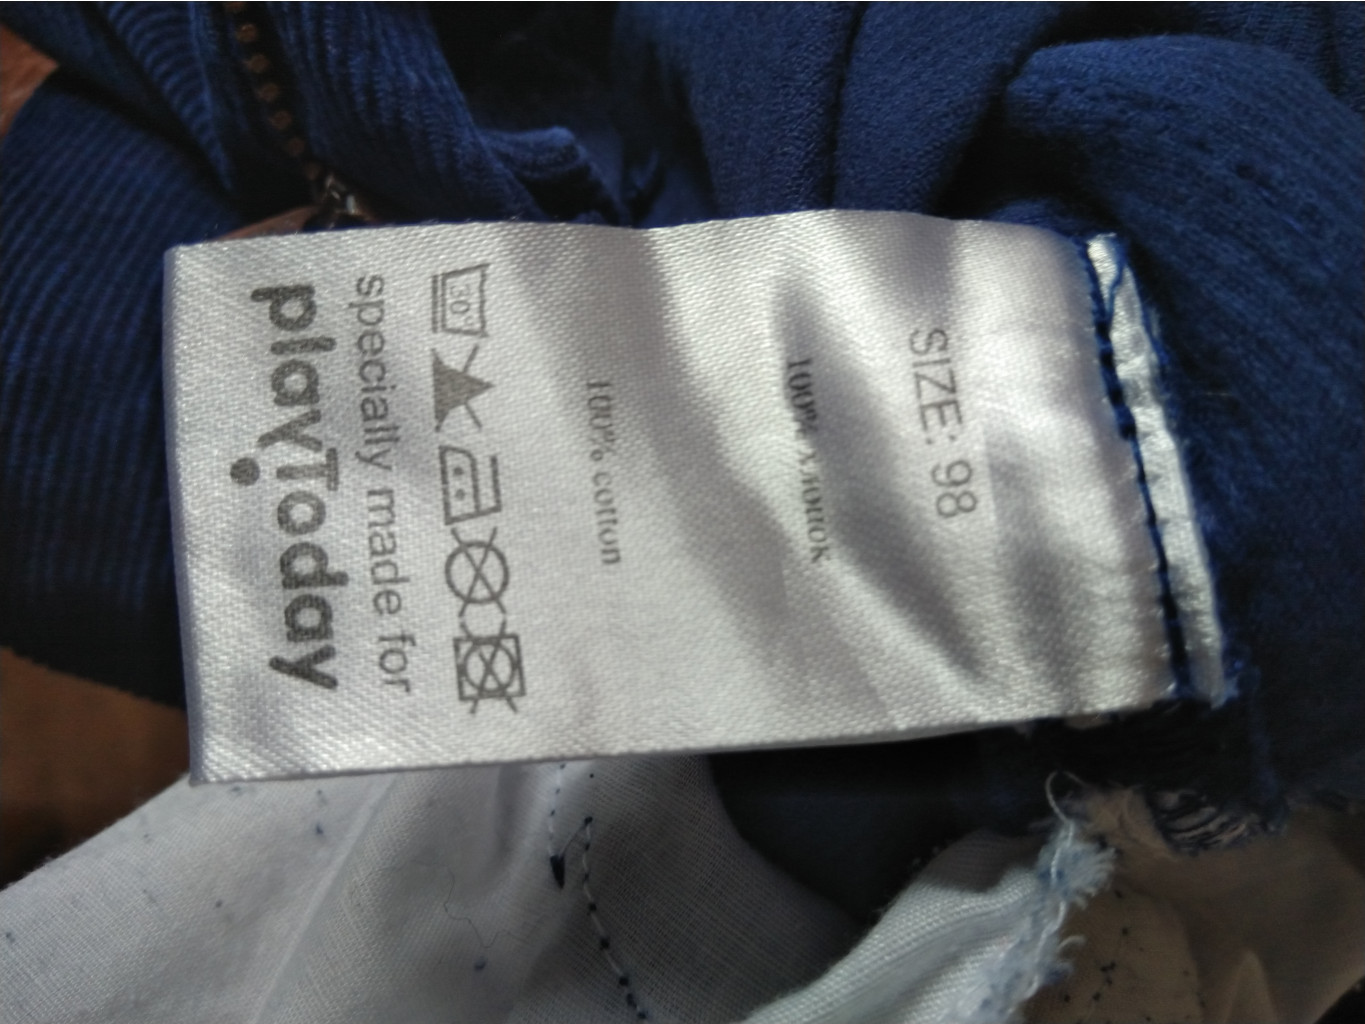 SIZE: 98
100% хлопок
100% cotton
30
specially made for
playToday